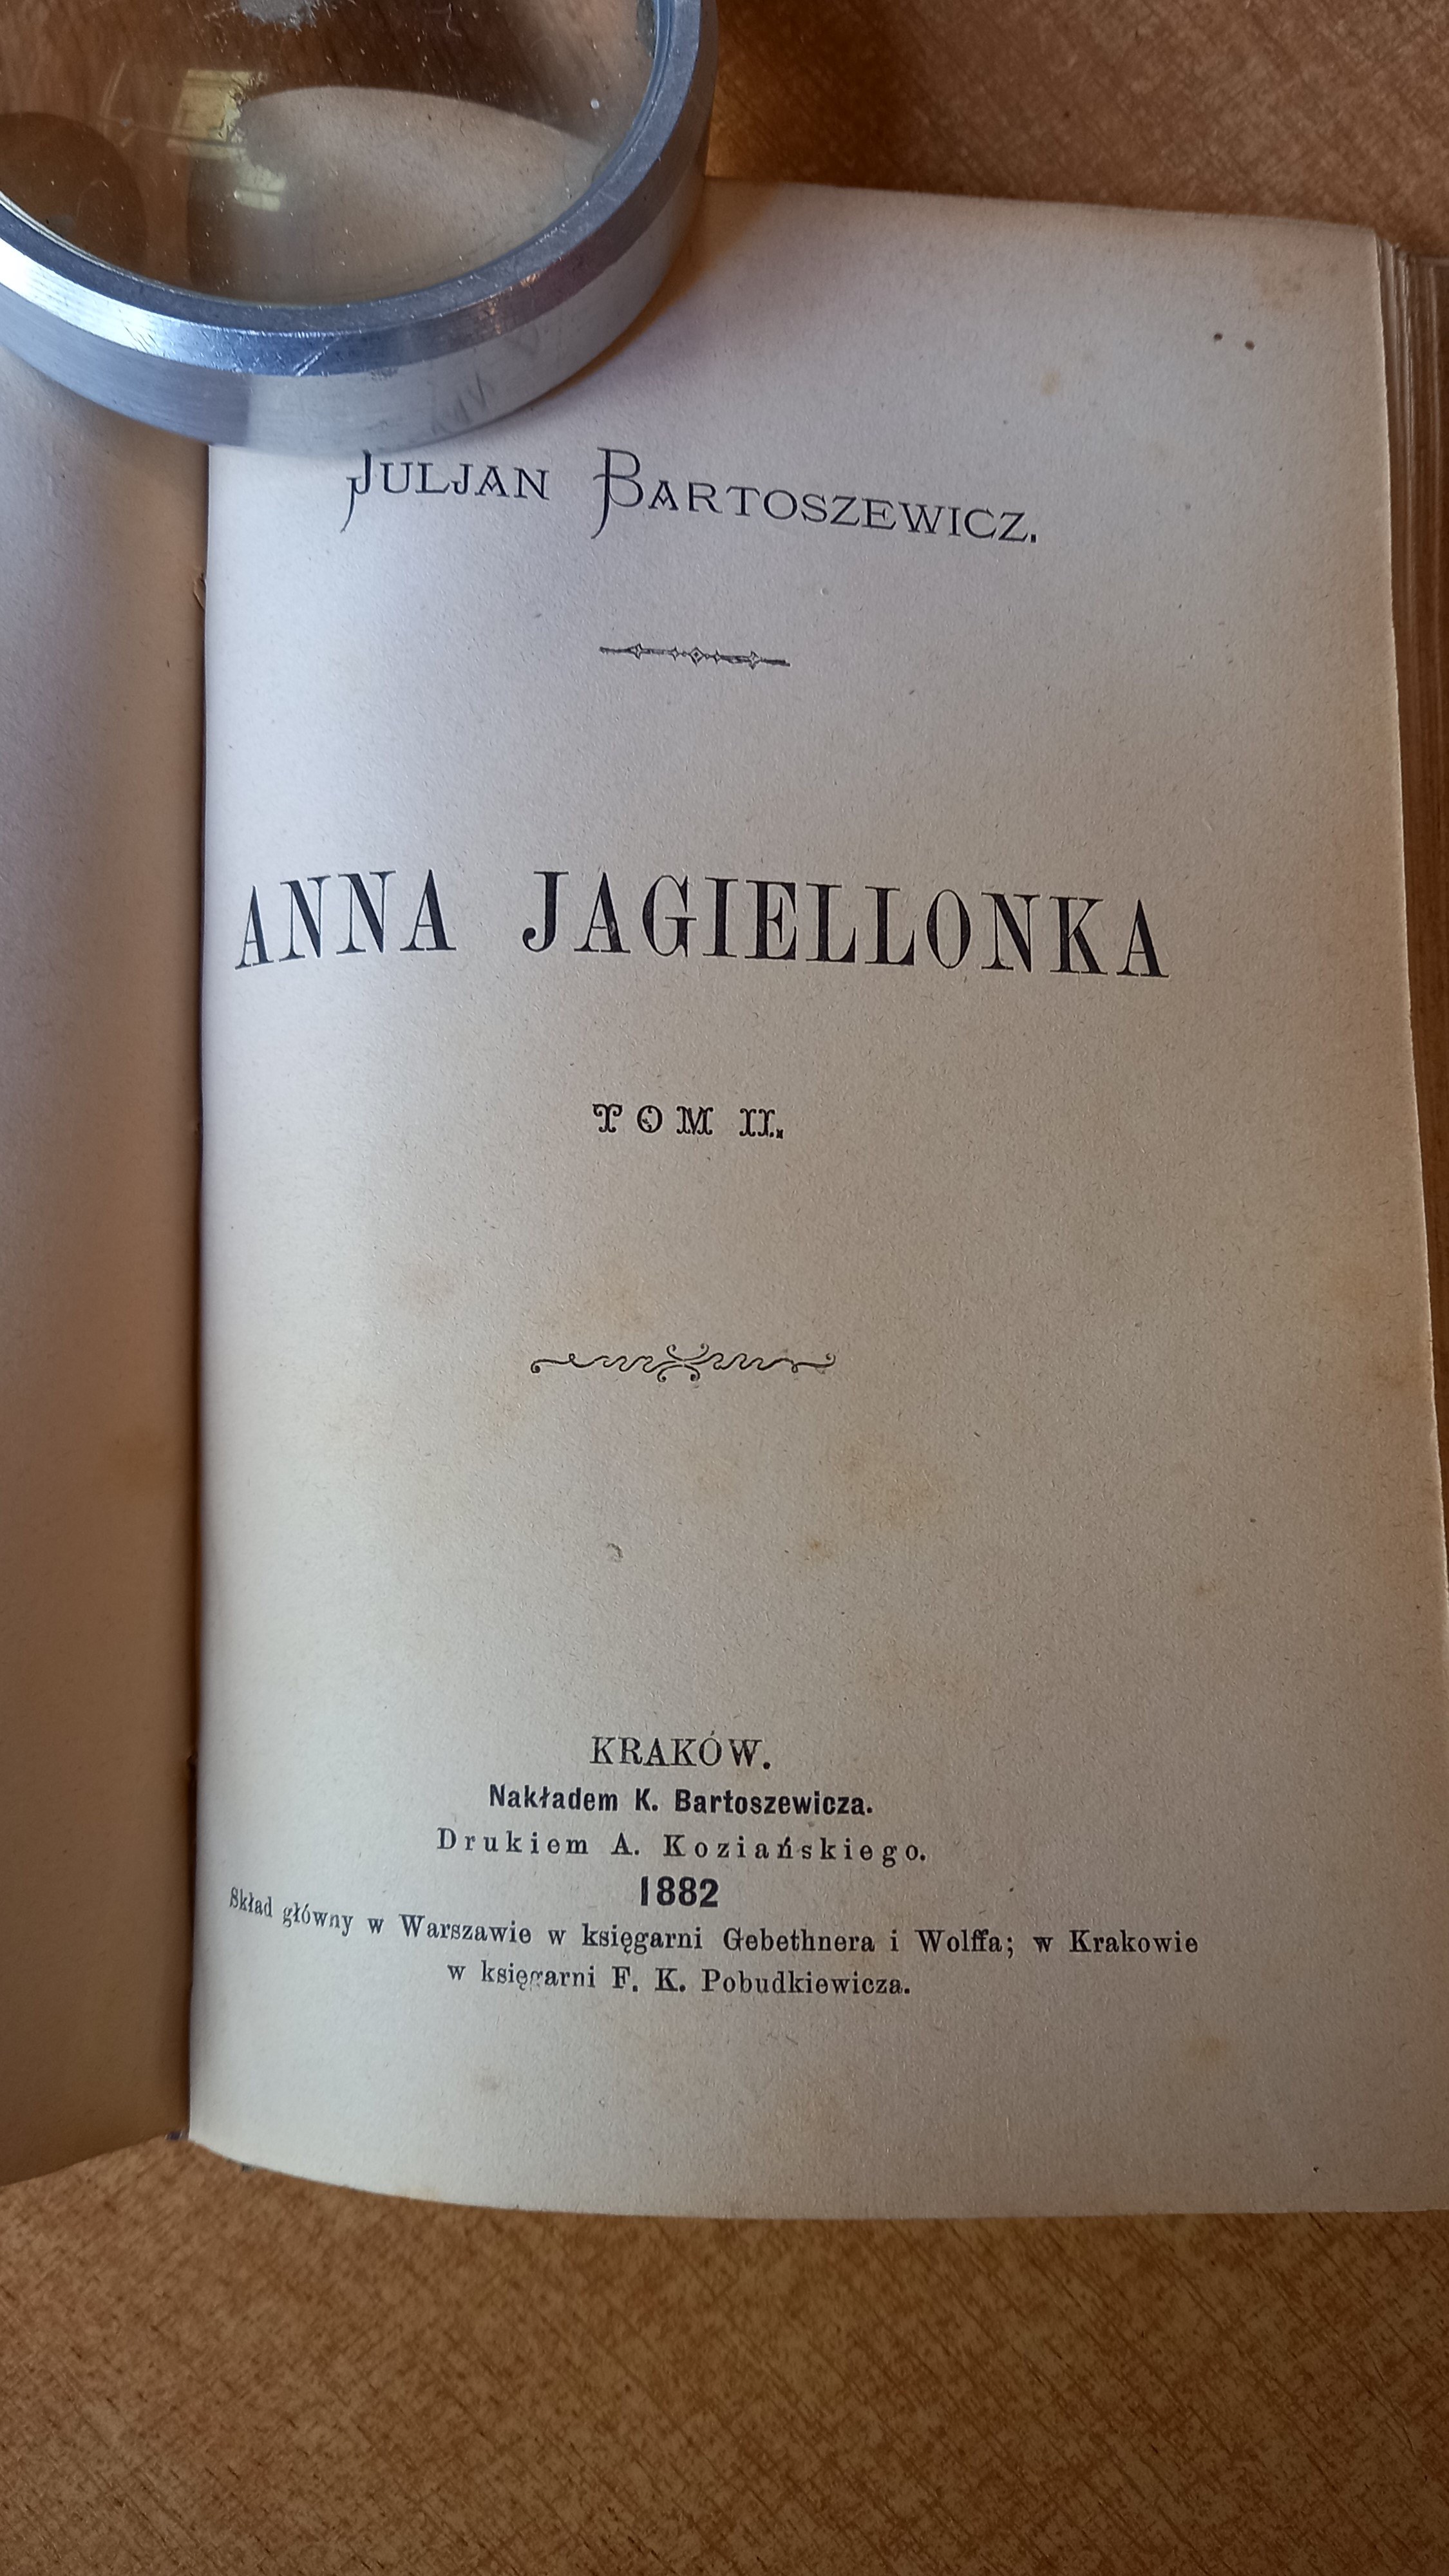 JULJAN BARTOSZEWICZ.
ANNA JAGIELLONKA
TOM II.
KRAKÓW.
Nakładem K. Bartoszewicza.
Drukiem A. Koziańskiego.
1882
Skład główny w Warszawie w księgarni Gebethnera i Wolffa; w Krakowie
w księgarni F. K. Pobudkiewicza.